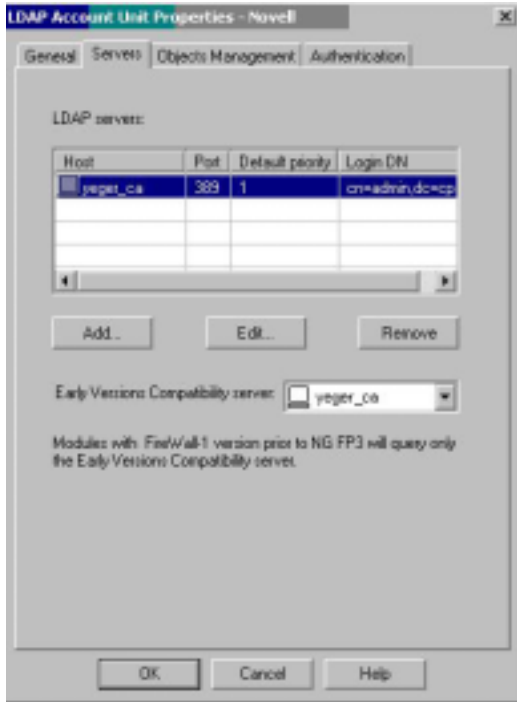 LDAP Account Unit Properties - Novell
General Servers Objects Management Authentication
LDAP servers:
Host Port Default priority Login DN
yeger_ca 389 1 cn=admin,dc=cp
Add... Edit... Remove
Early Versions Compatibility server: yeger_ca
Modules with FireWall-1 version prior to NG FP3 will query only
the Early Versions Compatibility server.
OK Cancel Help